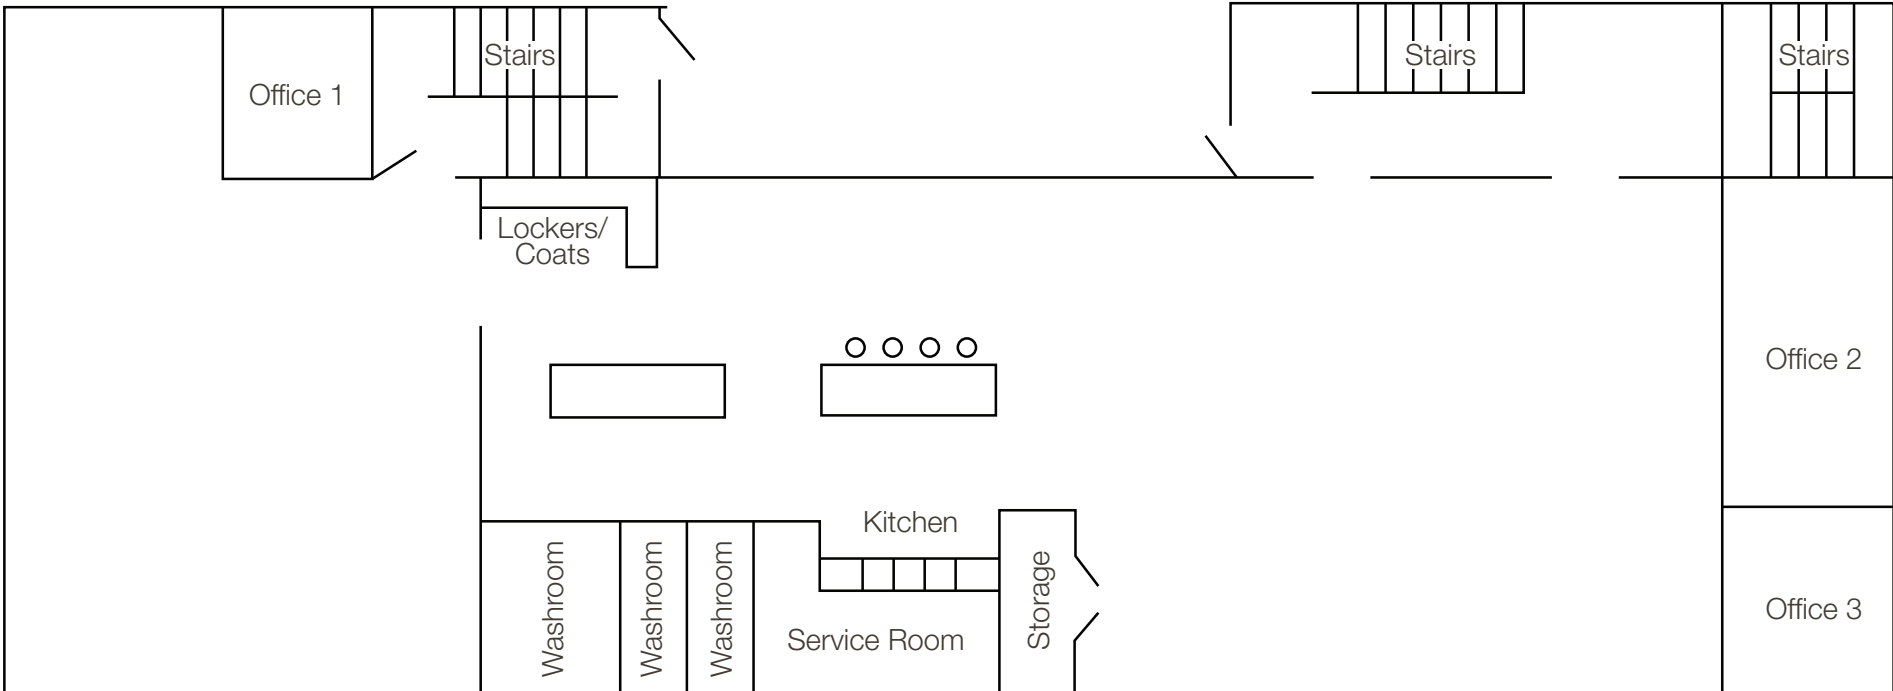 Stairs
Stairs
Stairs
Office 1
Lockers/
Coats
Office 2
Kitchen
Washroom
Washroom
Washroom
Service Room
Storage
Office 3